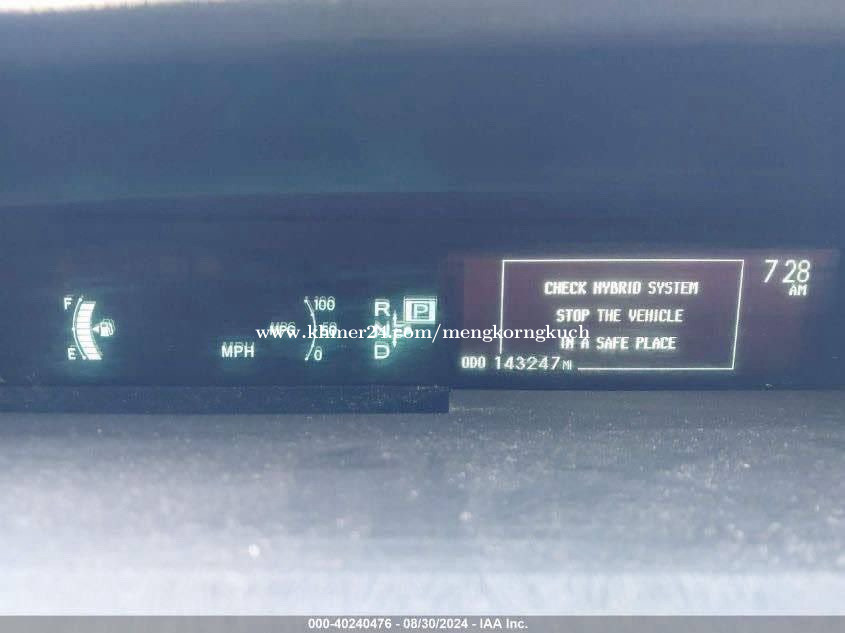 7:28
AM
CHECK HYBRID SYSTEM
STOP THE VEHICLE
IN A SAFE PLACE
ODO 143247 MI
F
E
MPH
MPG
100
50
0
R
P
N
D
www.khmer24.com/mengkorngkuch
000-40240476 - 08/30/2024 - IAA Inc.